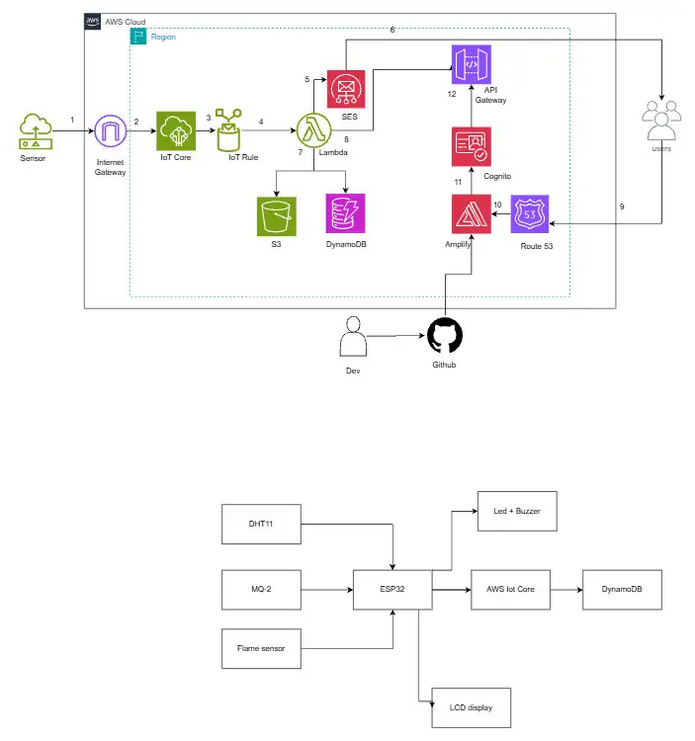 aws
AWS Cloud
Region
6
5
SES
API
Gateway
12
1
2
3
4
8
7
Sensor
Internet
Gateway
IoT Core
IoT Rule
Lambda
Cognito
users
11
10
9
53
S3
DynamoDB
Amplify
Route 53
Dev
Github
Led + Buzzer
DHT11
MQ-2
ESP32
AWS Iot Core
DynamoDB
Flame sensor
LCD display